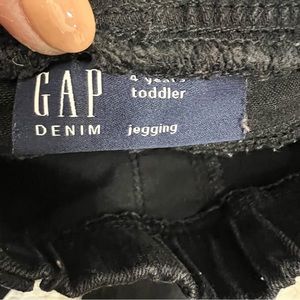 GAP
DENIM
4 years
toddler
jegging